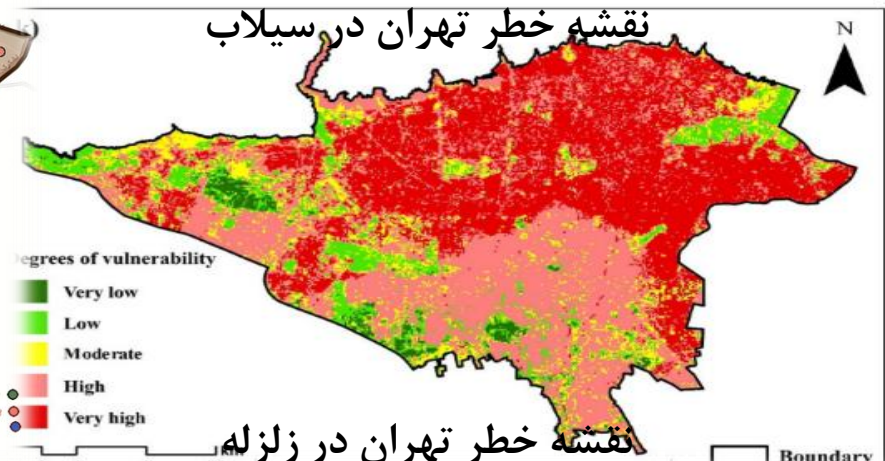 نقشه خطر تهران در سیلاب
N
egrees of vulnerability
Very low
Low
Moderate
High
Very high
نقشه خطر تهران در زلزله
Boundary